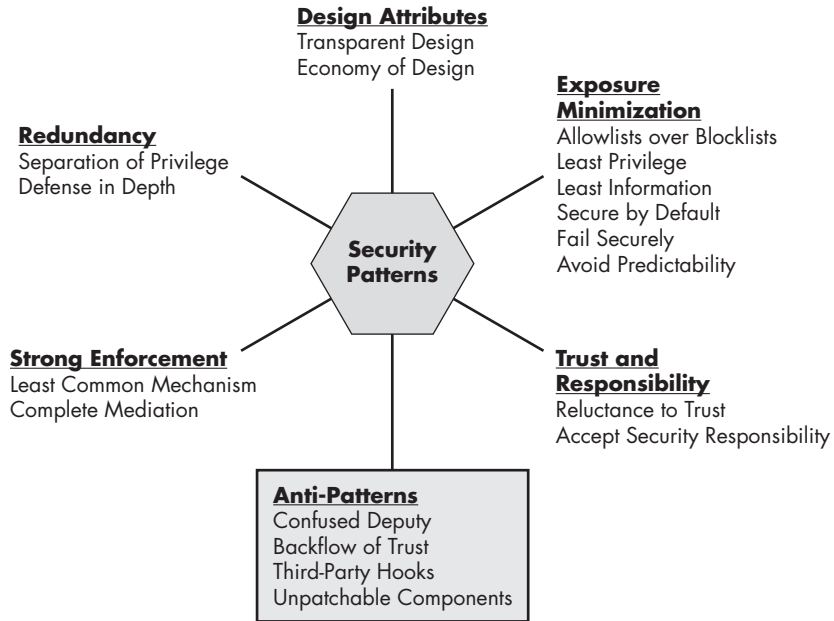 Design Attributes
Transparent Design
Economy of Design
Exposure
Minimization
Allowlists over Blocklists
Least Privilege
Least Information
Secure by Default
Fail Securely
Avoid Predictability
Redundancy
Separation of Privilege
Defense in Depth
Security
Patterns
Strong Enforcement
Least Common Mechanism
Complete Mediation
Trust and
Responsibility
Reluctance to Trust
Accept Security Responsibility
Anti-Patterns
Confused Deputy
Backflow of Trust
Third-Party Hooks
Unpatchable Components